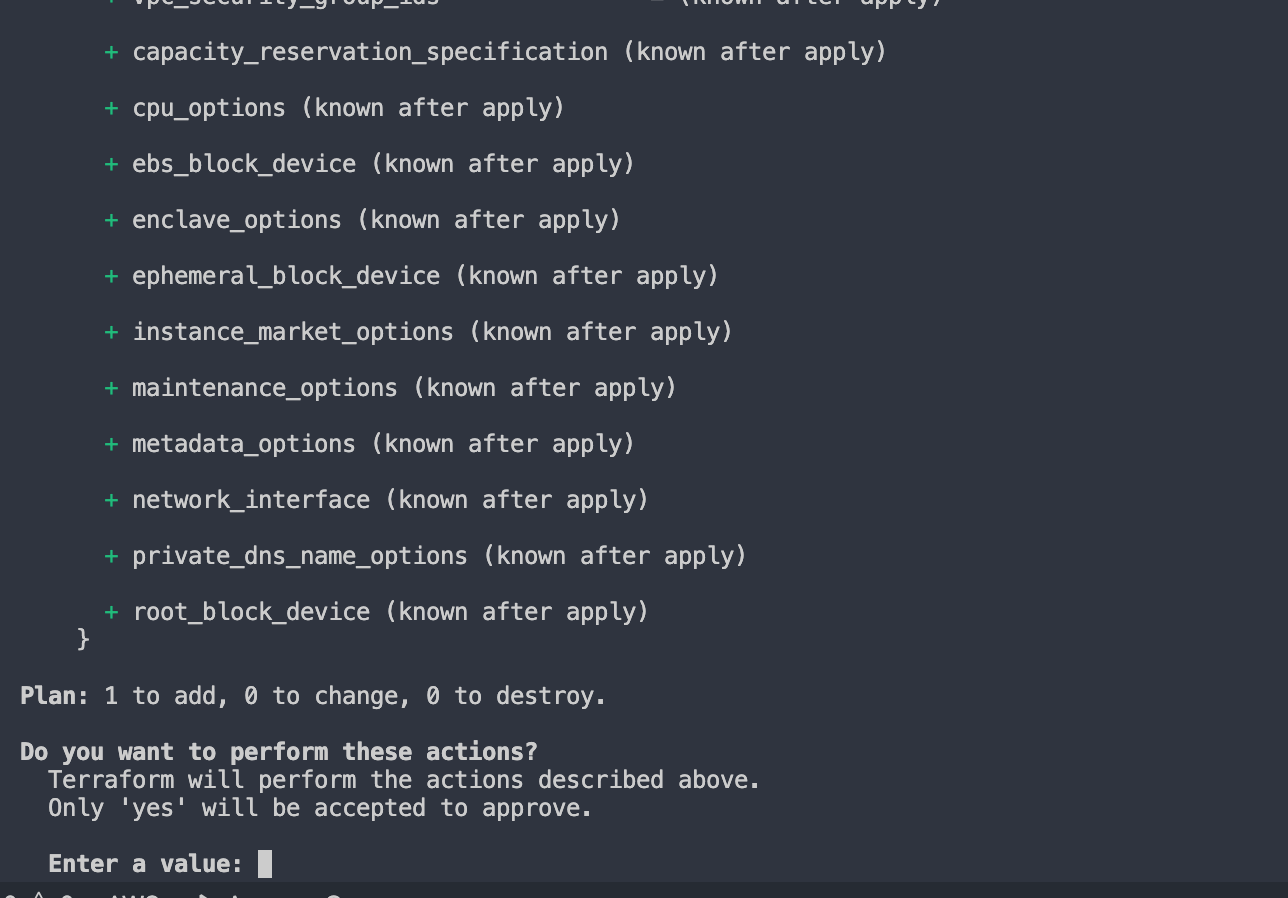 + vpc_security_group_ids = (known after apply)
+ capacity_reservation_specification (known after apply)
+ cpu_options (known after apply)
+ ebs_block_device (known after apply)
+ enclave_options (known after apply)
+ ephemeral_block_device (known after apply)
+ instance_market_options (known after apply)
+ maintenance_options (known after apply)
+ metadata_options (known after apply)
+ network_interface (known after apply)
+ private_dns_name_options (known after apply)
+ root_block_device (known after apply)
}
Plan: 1 to add, 0 to change, 0 to destroy.
Do you want to perform these actions?
Terraform will perform the actions described above.
Only 'yes' will be accepted to approve.
Enter a value: